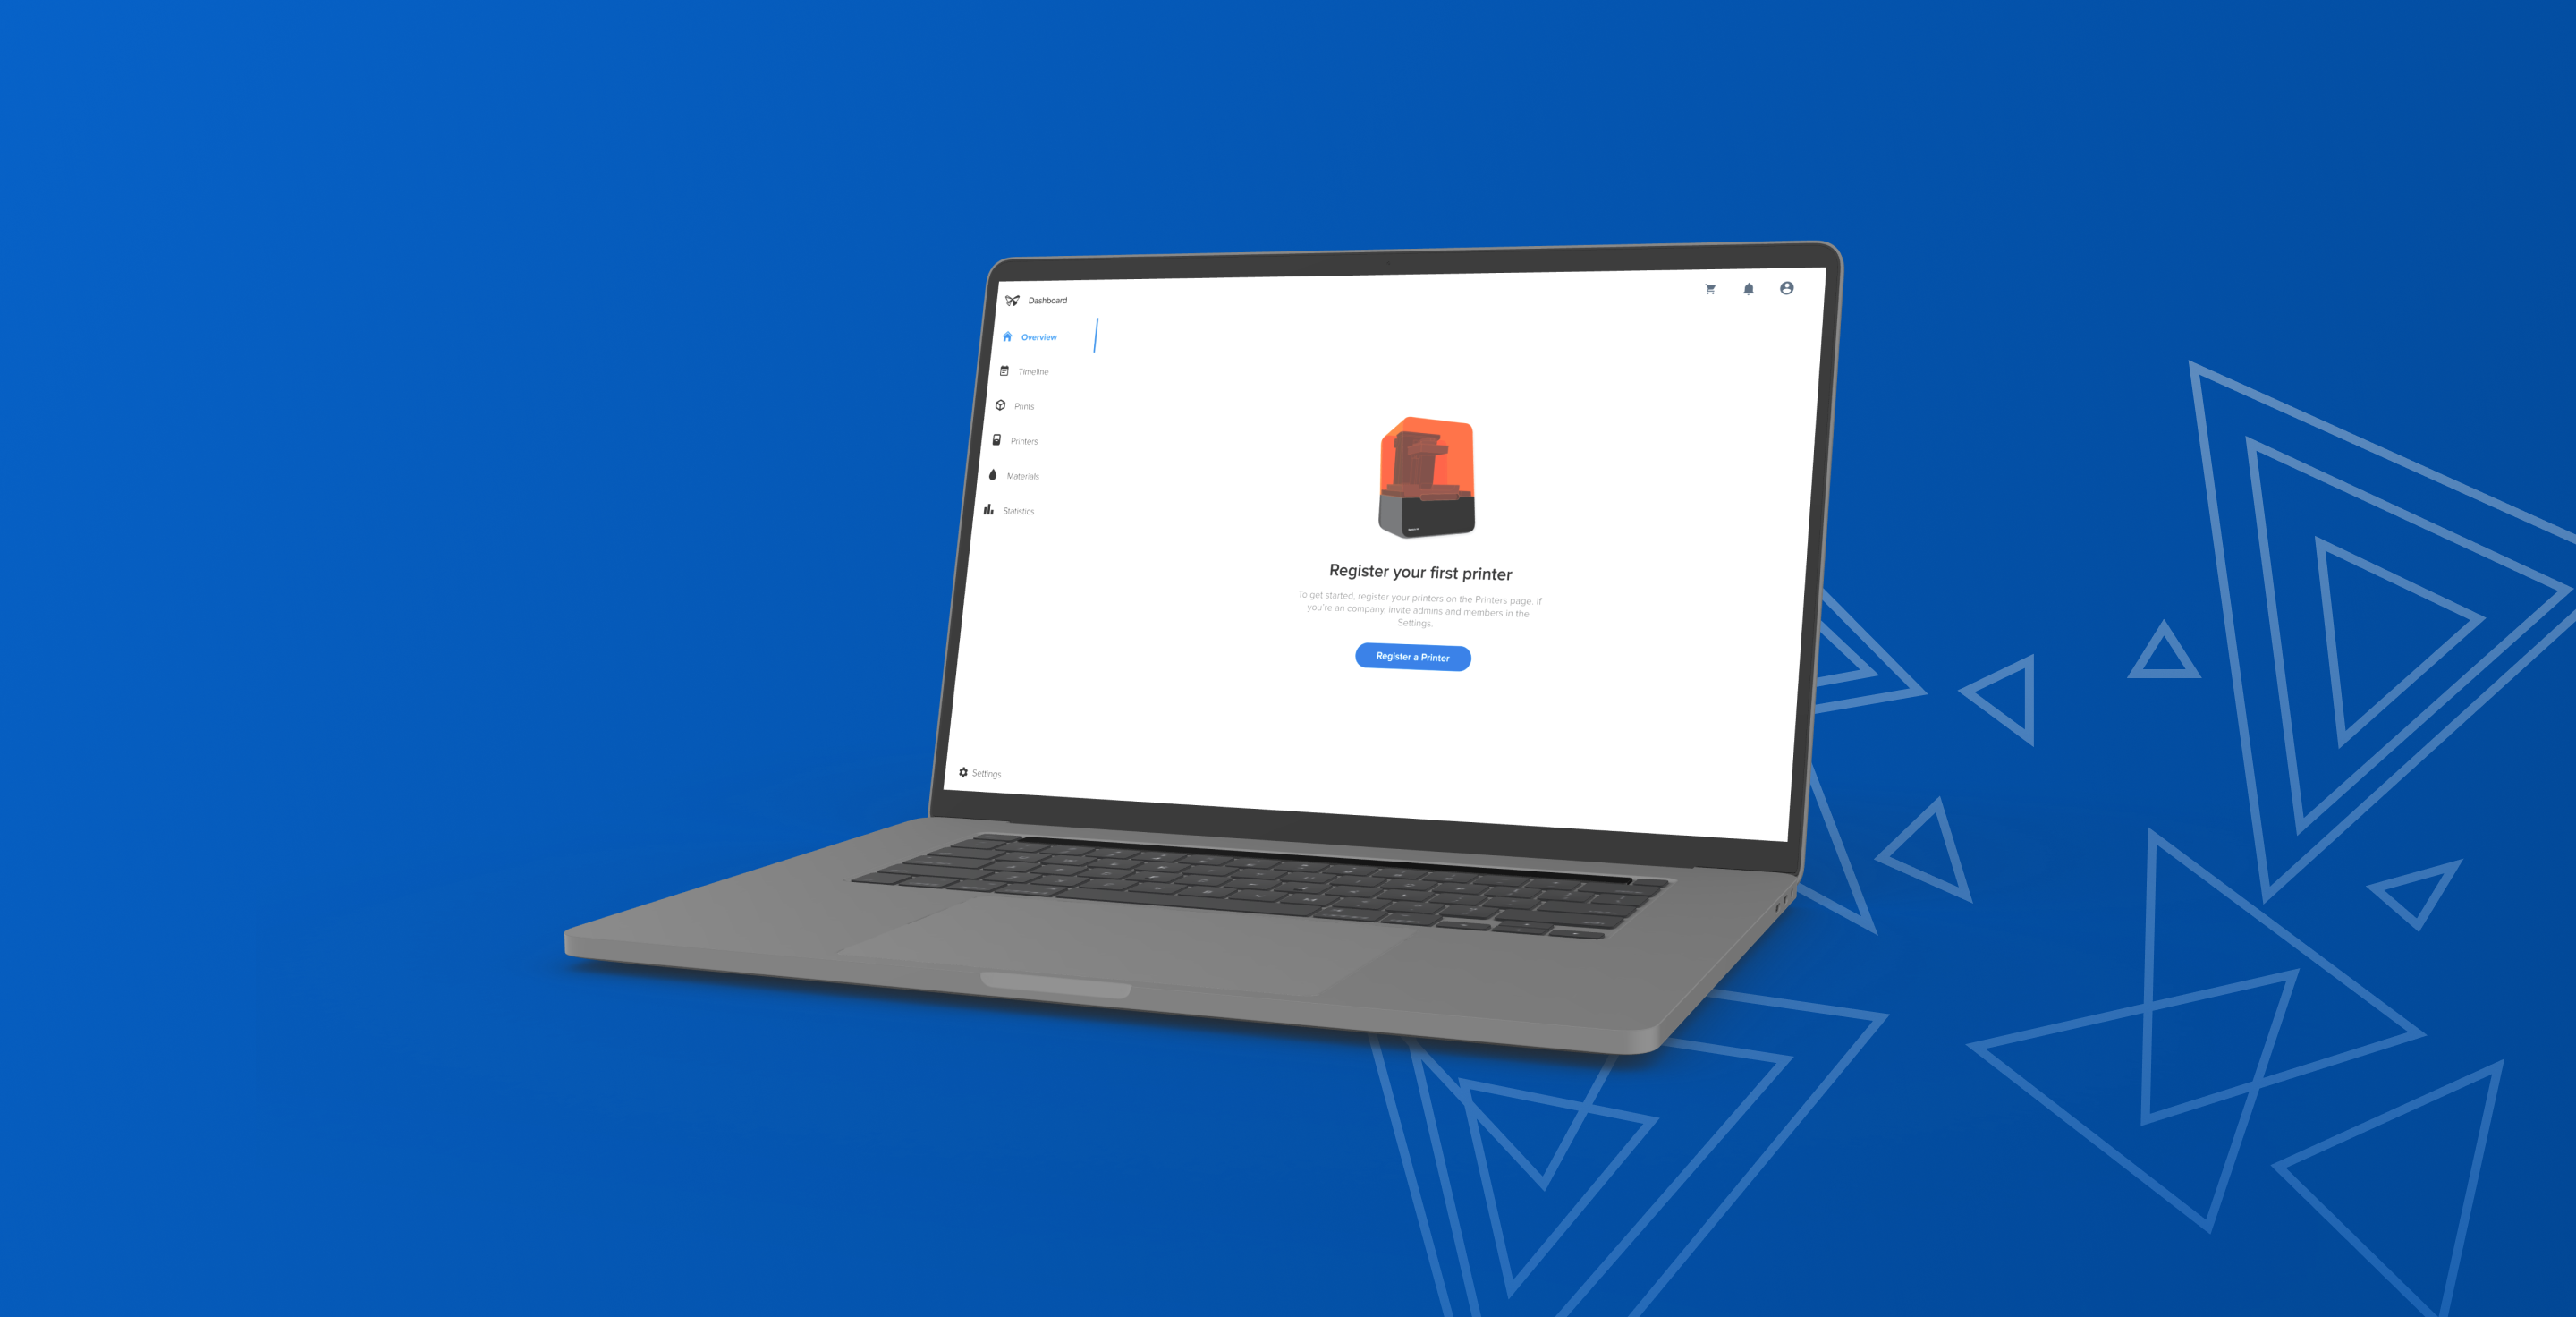 Dashboard
Overview
Timeline
Prints
Printers
Materials
Statistics
Register your first printer
To get started, register your printers on the Printers page. If
you're an company, invite admins and members in the
Settings.
Register a Printer
Settings